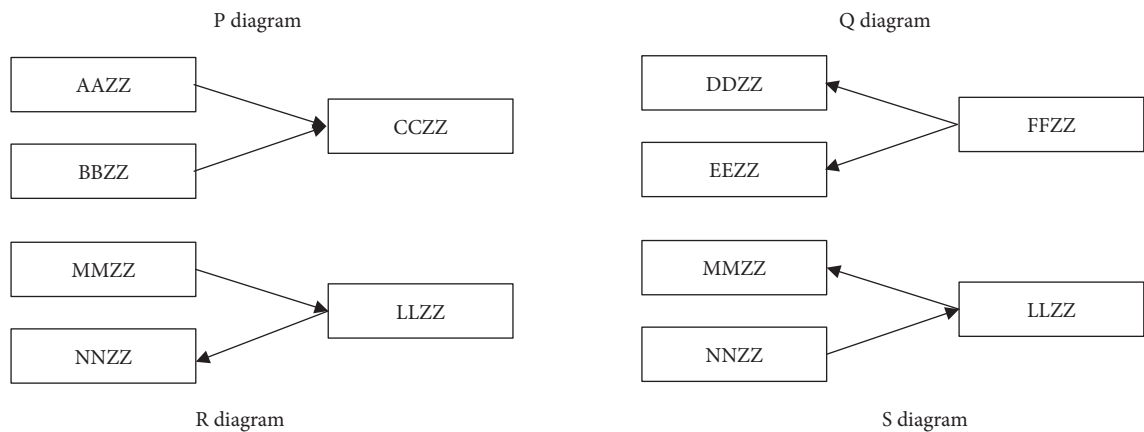 P diagram
AAZZ
BBZZ
CCZZ
Q diagram
DDZZ
EEZZ
FFZZ
MMZZ
NNZZ
LLZZ
R diagram
MMZZ
NNZZ
LLZZ
S diagram